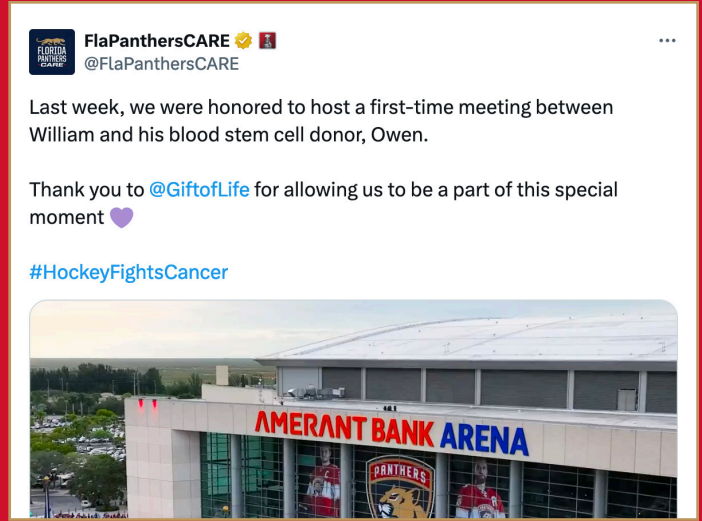 FLORIDA
PANTHERS
CARE
FlaPanthersCARE
@FlaPanthersCARE
Last week, we were honored to host a first-time meeting between
William and his blood stem cell donor, Owen.
Thank you to @GiftofLife for allowing us to be a part of this special
moment 💜
#HockeyFightsCancer
AMERANT BANK ARENA
PANTHERS